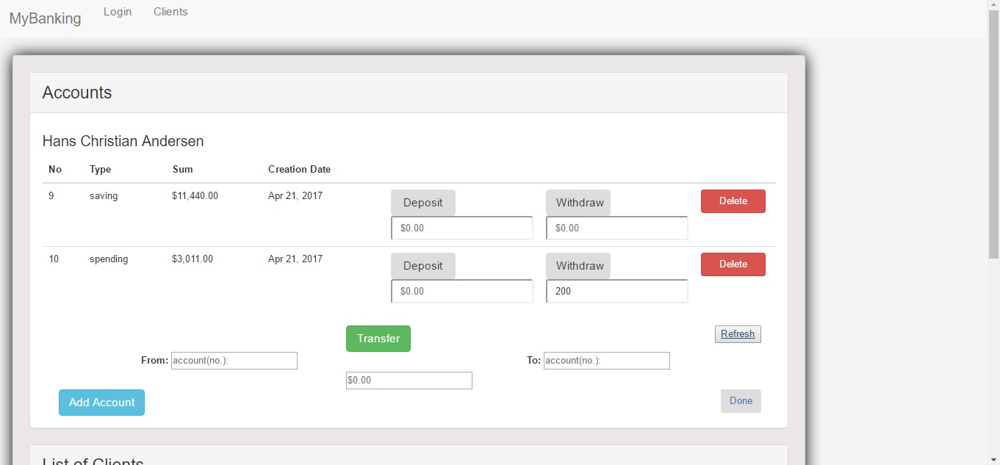 MyBanking Login Clients
Accounts
Hans Christian Andersen
No Type Sum Creation Date
9 saving $11,440.00 Apr 21, 2017 Deposit Withdraw Delete
$0.00 $0.00
10 spending $3,011.00 Apr 21, 2017 Deposit Withdraw Delete
$0.00 200
Transfer Refresh
From: account(no.): To: account(no.):
$0.00
Add Account Done
List of Clients